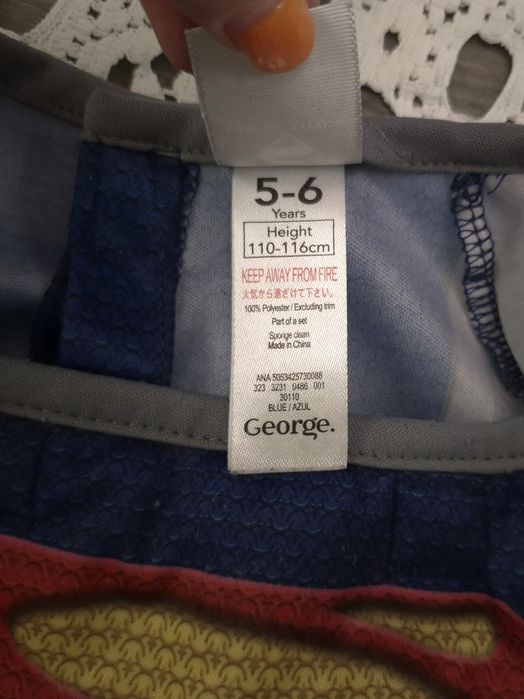 5-6
Years
Height
110-116cm
KEEP AWAY FROM FIRE
火気から遠ざけて下さい。
100% Polyester / Excluding trim
Part of a set
Sponge clean
Made in China
ANA 5053425730088
323 3231 0486 001
30110
BLUE / AZUL
George.